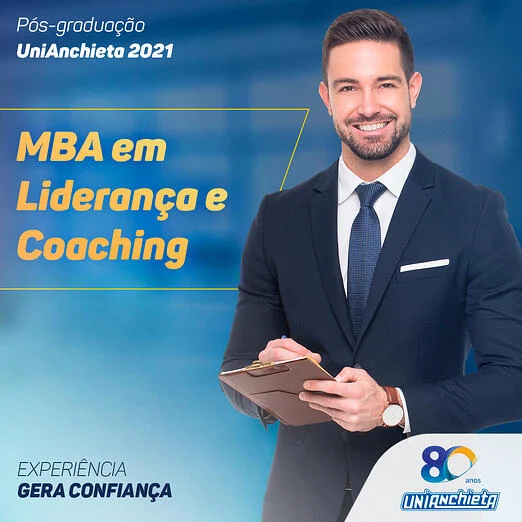 Pós-graduação
UniAnchieta 2021
MBA em
Liderança e
Coaching
EXPERIÊNCIA
GERA CONFIANÇA
80
anos
UNIANCHIETA